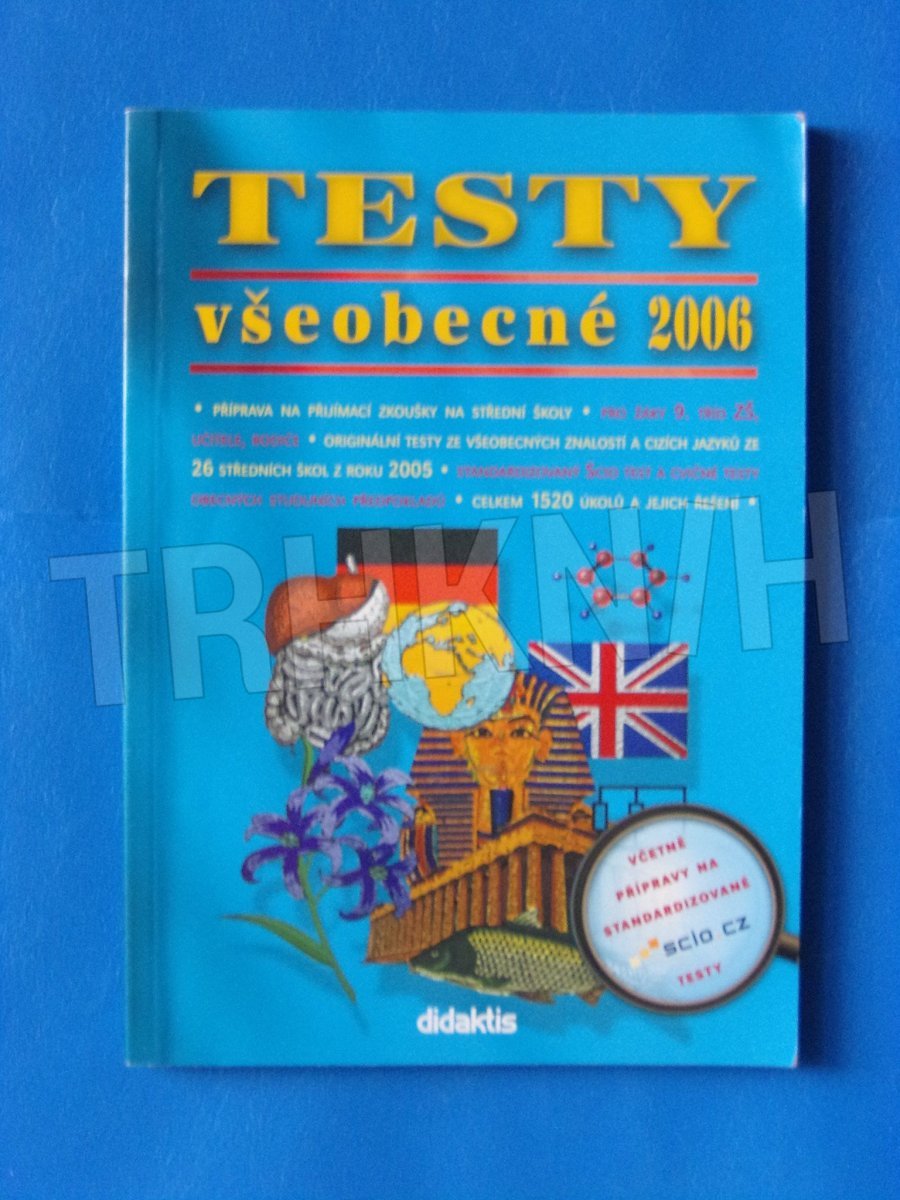 TESTY
všeobecné 2006
• PŘÍPRAVA NA PŘIJÍMACÍ ZKOUŠKY NA STŘEDNÍ ŠKOLY • PRO ŽÁKY 9. TŘÍD ZŠ,
UČITELE, RODIČE • ORIGINÁLNÍ TESTY ZE VŠEOBECNÝCH ZNALOSTÍ A CIZÍCH JAZYKŮ ZE
26 STŘEDNÍCH ŠKOL Z ROKU 2005 • STANDARDIZOVANÝ SCIO TEST A CVIČNÉ TESTY
OBECNÝCH STUDIJNÍCH PŘEDPOKLADŮ • CELKEM 1520 ÚKOLŮ A JEJICH ŘEŠENÍ •
TRHKNIH
VČETNĚ
PŘÍPRAVY NA
STANDARDIZOVANÉ
scio.cz
TESTY
didaktis